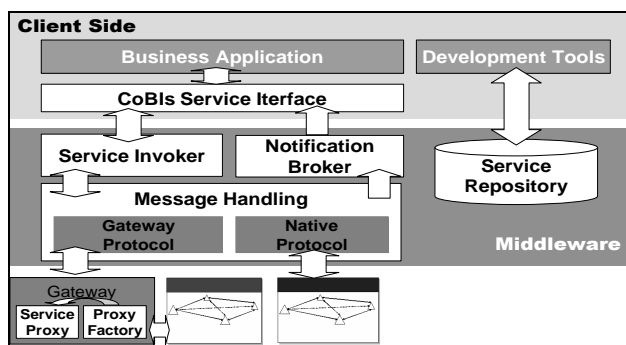 Client Side
Business Application
Development Tools
CoBIs Service Iterface
Service Invoker
Notification
Broker
Service
Repository
Message Handling
Gateway
Protocol
Native
Protocol
Middleware
Gateway
Service
Proxy
Proxy
Factory